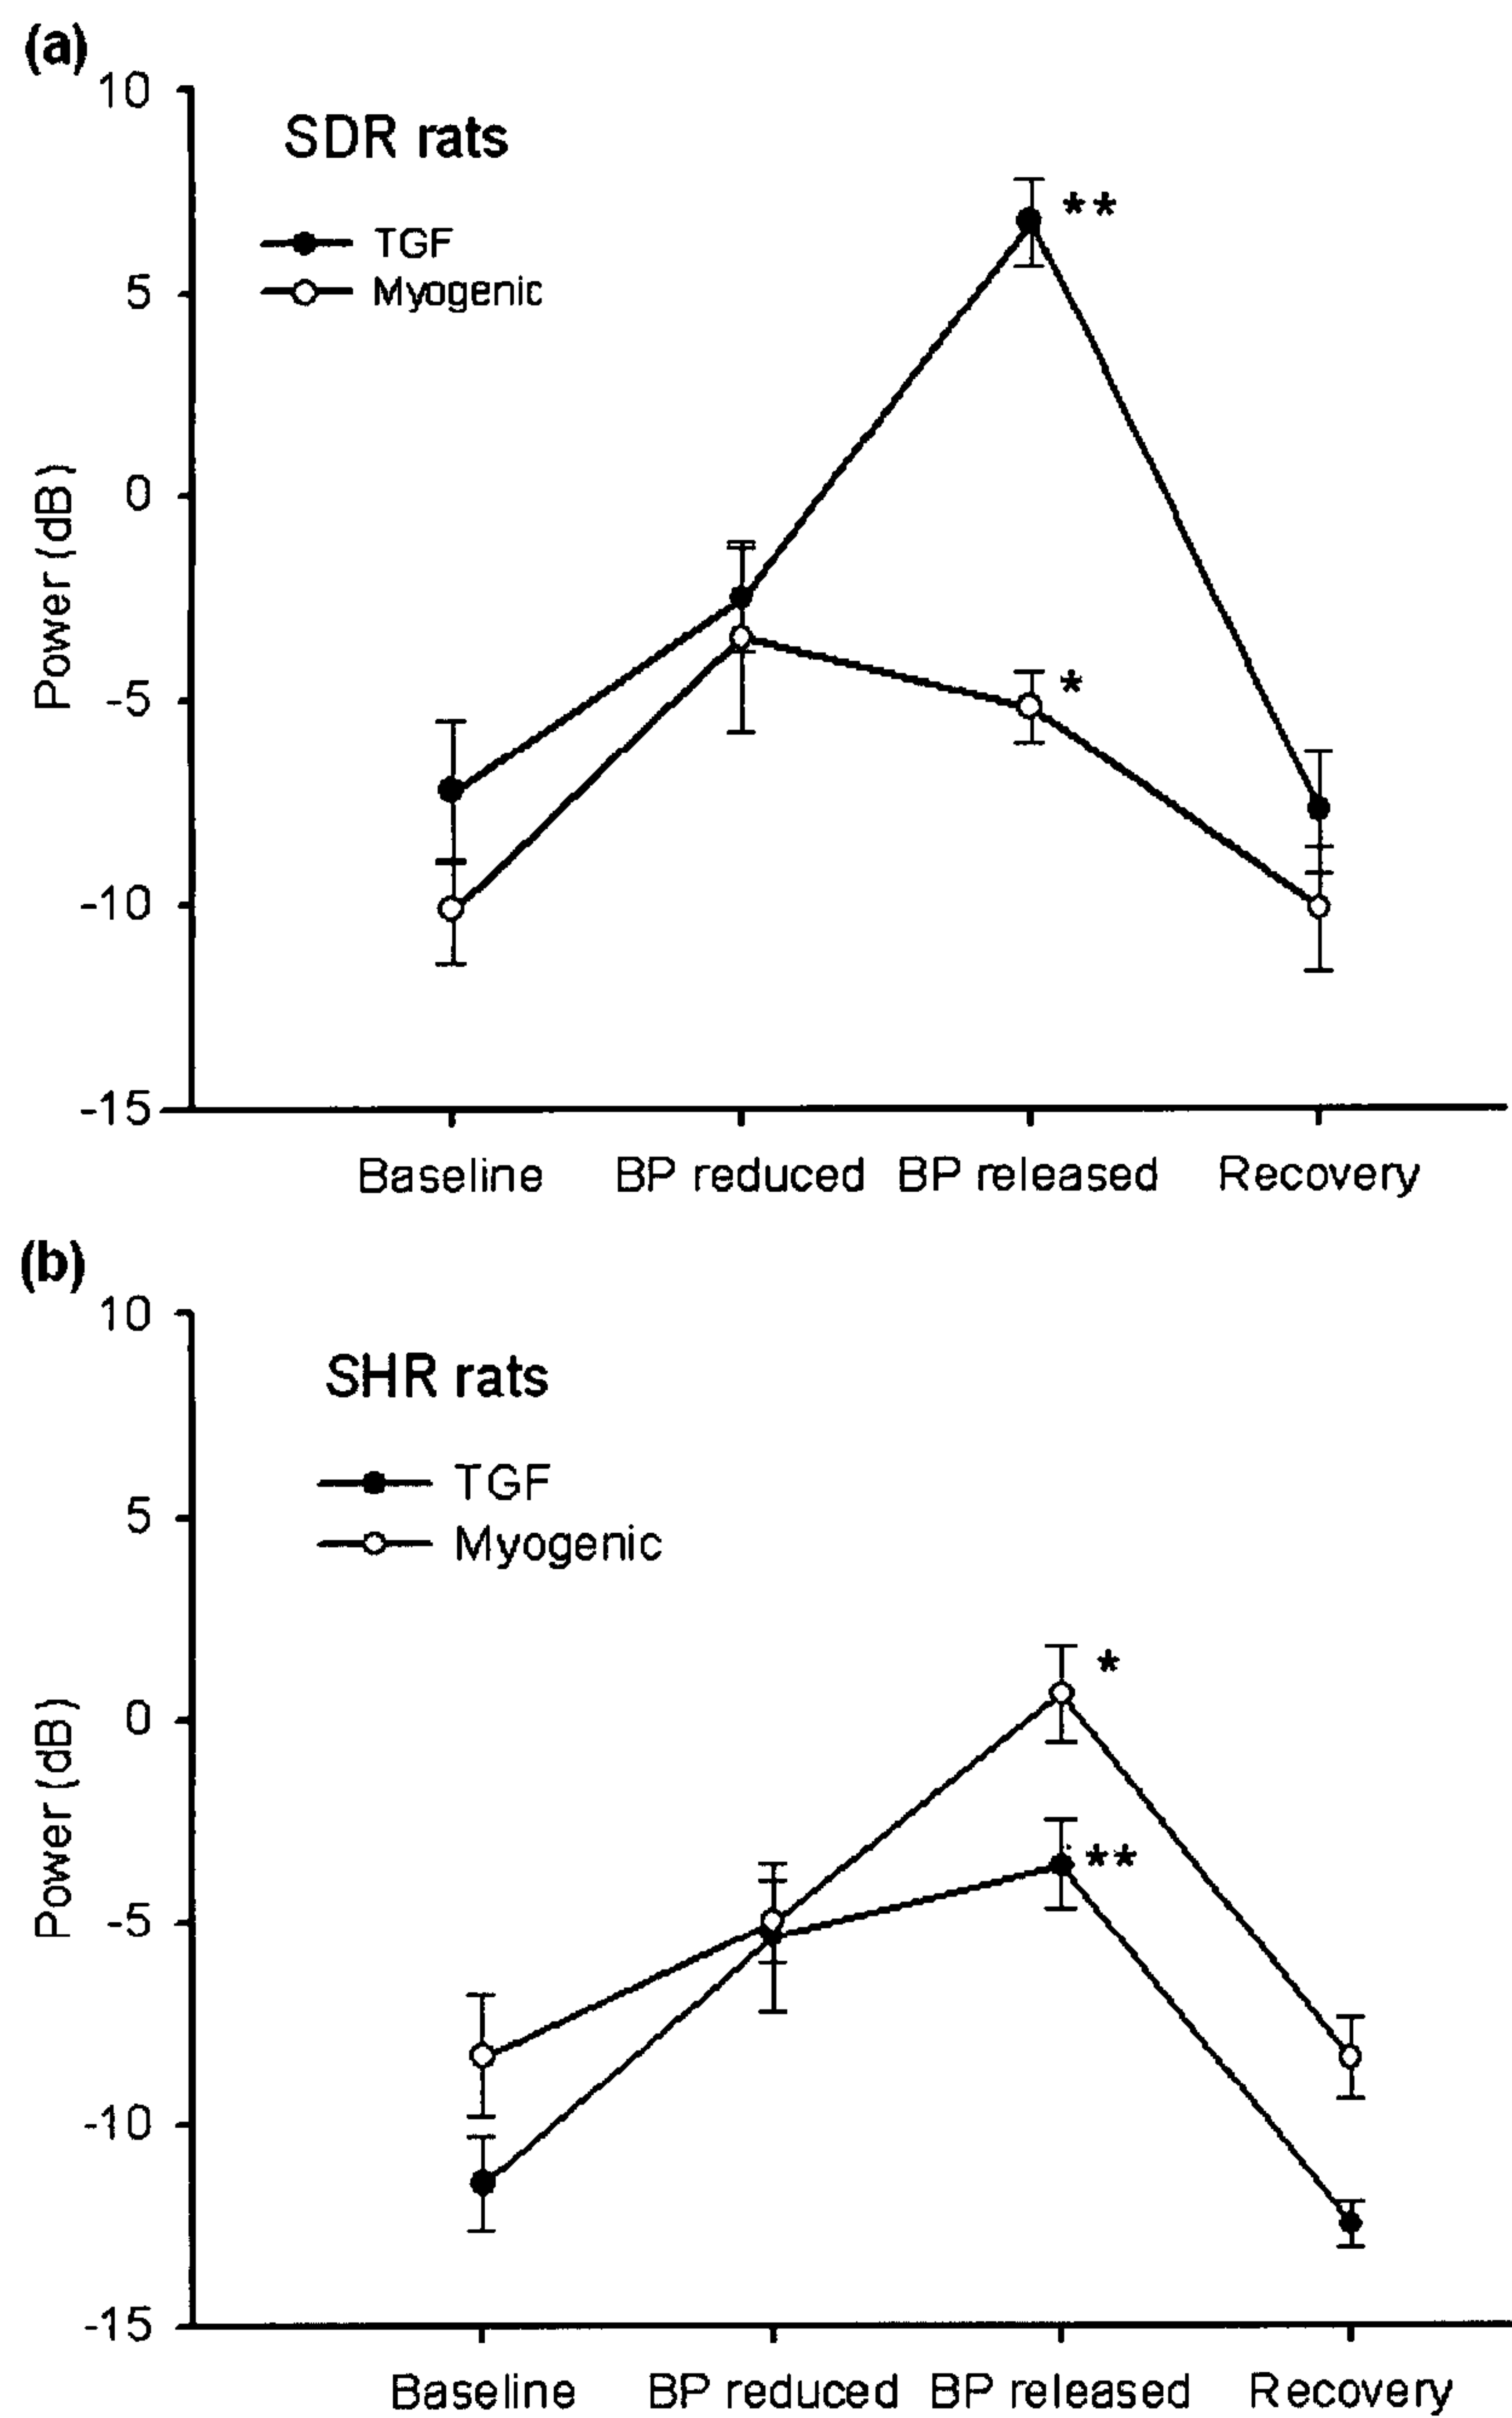 (a)
10
SDR rats
TGF
5
Myogenic
**
0
Power (dB)
-5
*
-10
-15
Baseline BP reduced BP released Recovery
(b)
10
SHR rats
TGF
5
Myogenic
*
0
Power (dB)
**
-5
-10
-15
Baseline BP reduced BP released Recovery